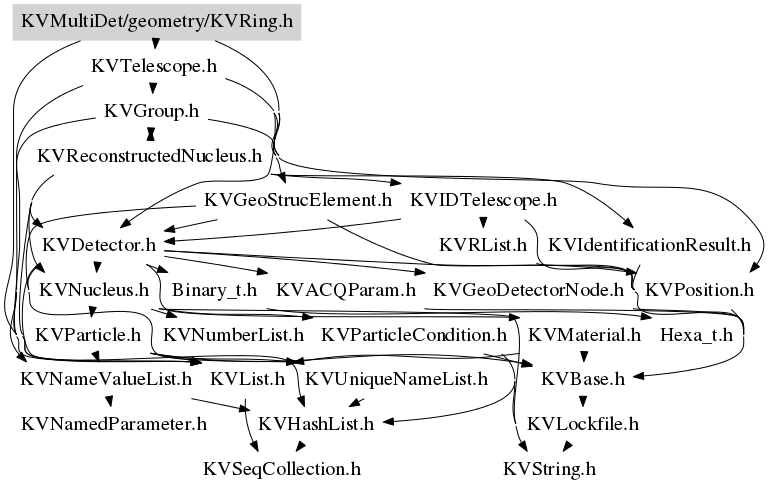 KVMultiDet/geometry/KVRing.h
KVTelescope.h
KVGroup.h
KVReconstructedNucleus.h
KVGeoStrucElement.h KVIDTelescope.h
KVDetector.h KVRList.h KVIdentificationResult.h
KVNucleus.h Binary_t.h KVACQParam.h KVGeoDetectorNode.h KVPosition.h
KVParticle.h KVNumberList.h KVParticleCondition.h KVMaterial.h Hexa_t.h
KVNameValueList.h KVList.h KVUniqueNameList.h KVBase.h
KVNamedParameter.h KVHashList.h KVLockfile.h
KVSeqCollection.h KVString.h